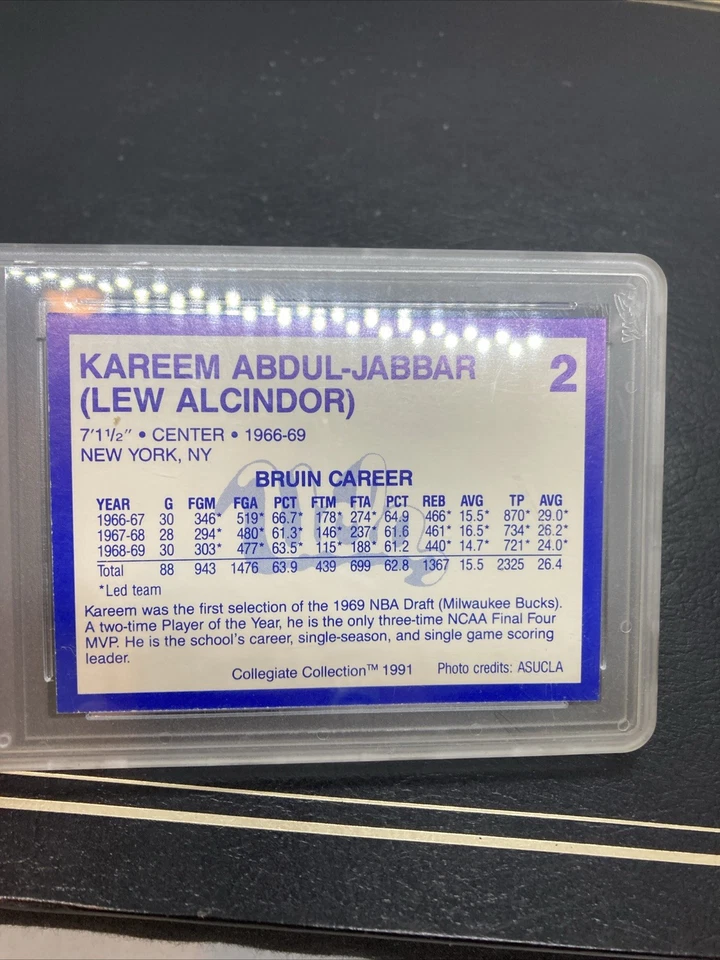 KAREEM ABDUL-JABBAR 2
(LEW ALCINDOR)
7'1 1/2" • CENTER • 1966-69
NEW YORK, NY
BRUIN CAREER
YEAR G FGM FGA PCT FTM FTA PCT REB AVG TP AVG
1966-67 30 346* 519* 66.7* 178* 274* 64.9 466* 15.5* 870* 29.0*
1967-68 28 294* 480* 61.3* 146* 237* 61.6 461* 16.5* 734* 26.2*
1968-69 30 303* 477* 63.5* 115* 188* 61.2 440* 14.7* 721* 24.0*
Total 88 943 1476 63.9 439 699 62.8 1367 15.5 2325 26.4
*Led team
Kareem was the first selection of the 1969 NBA Draft (Milwaukee Bucks).
A two-time Player of the Year, he is the only three-time NCAA Final Four
MVP. He is the school's career, single-season, and single game scoring
leader.
Collegiate Collection™ 1991 Photo credits: ASUCLA